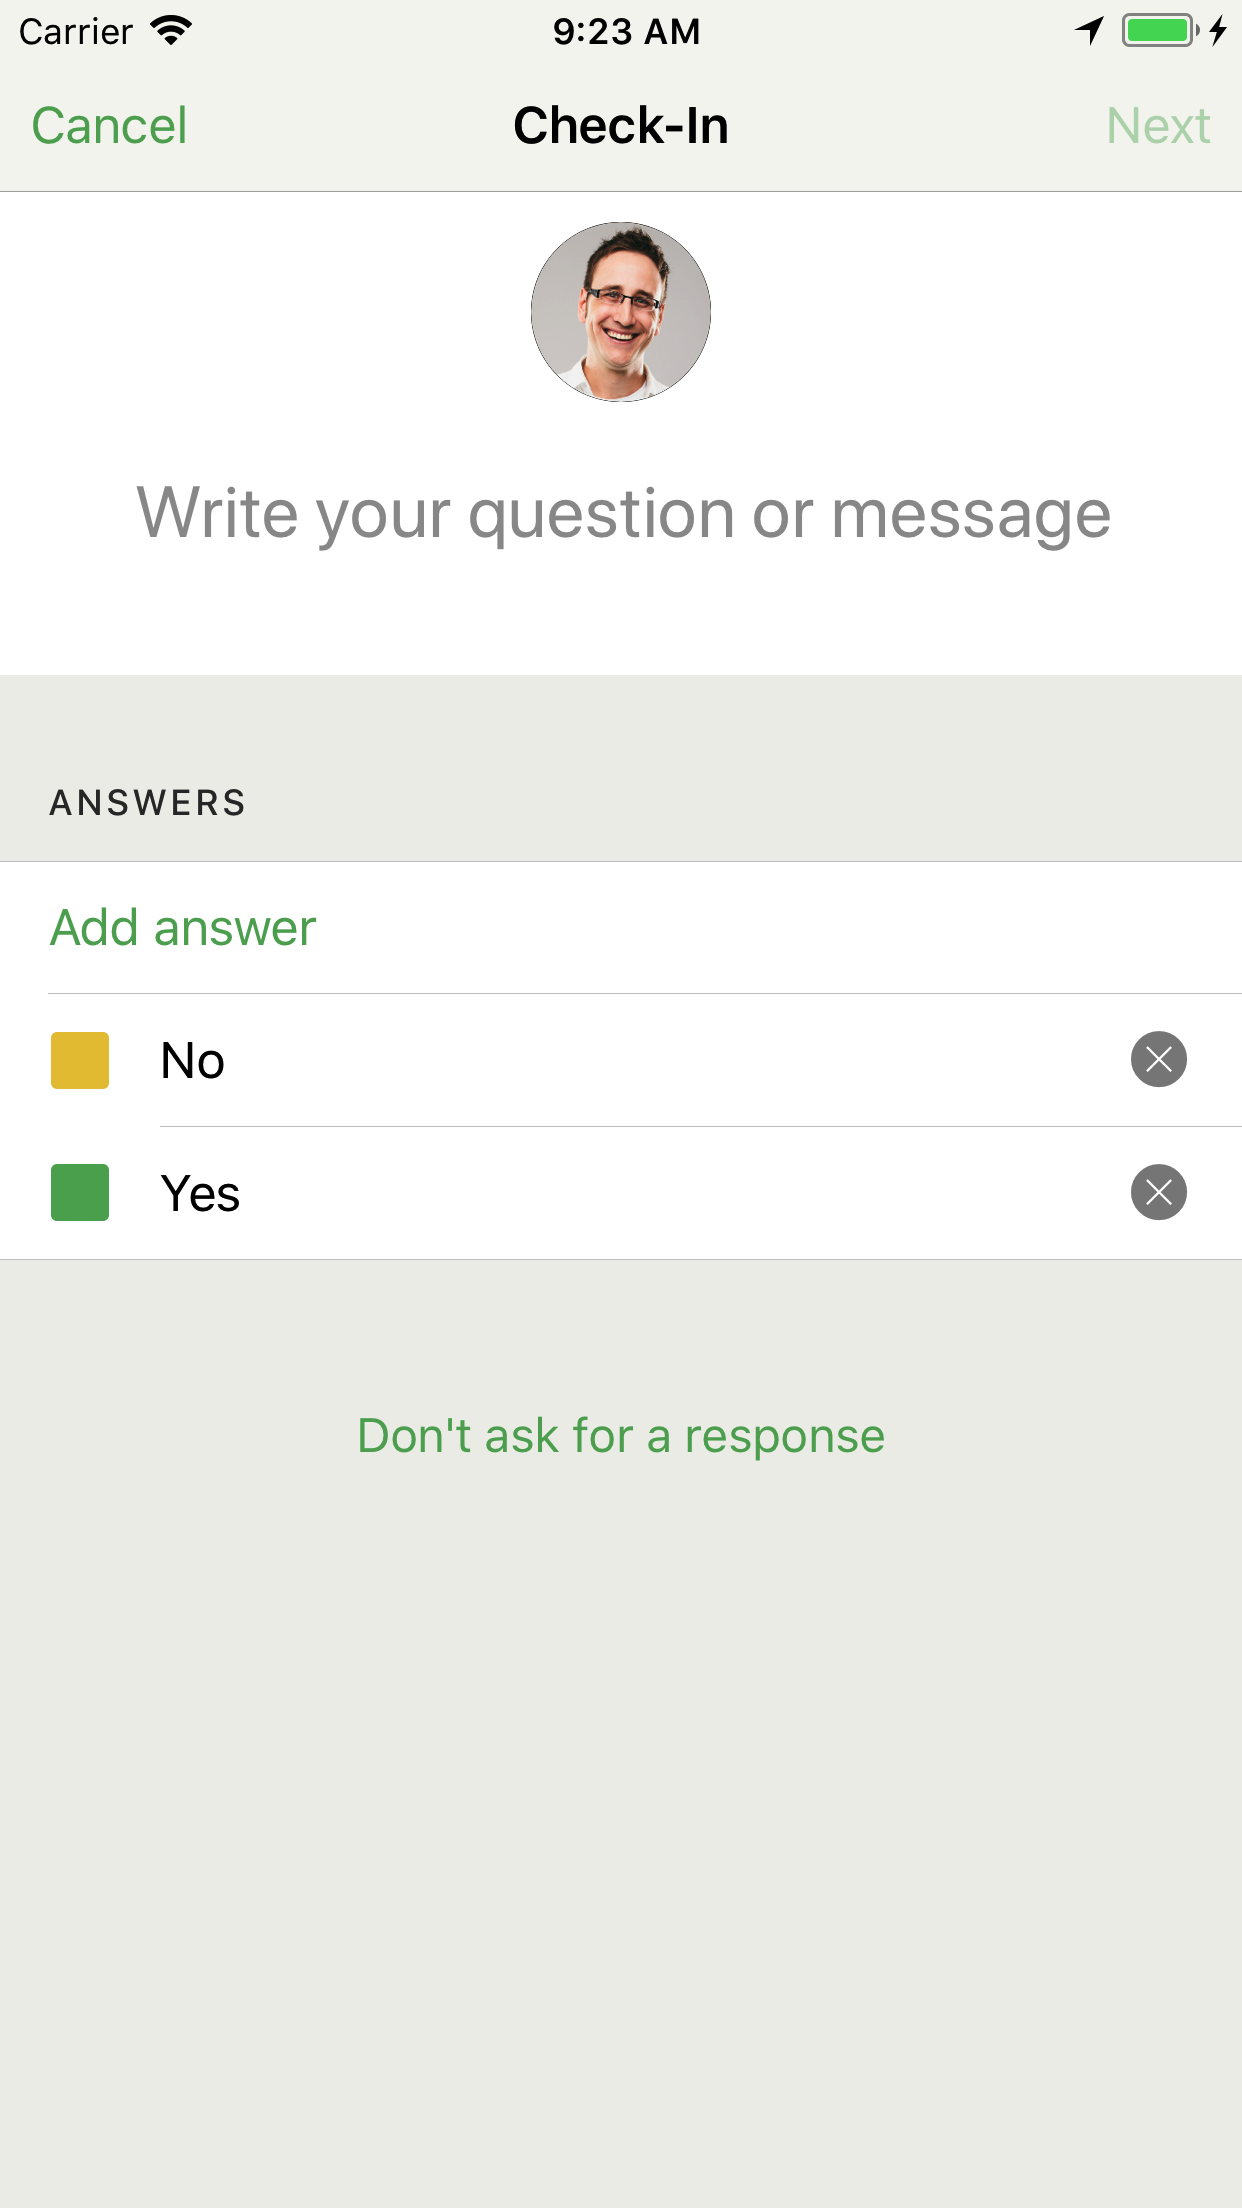 Carrier 9:23 AM
Cancel Check-In Next
Write your question or message
ANSWERS
Add answer
No
Yes
Don't ask for a response